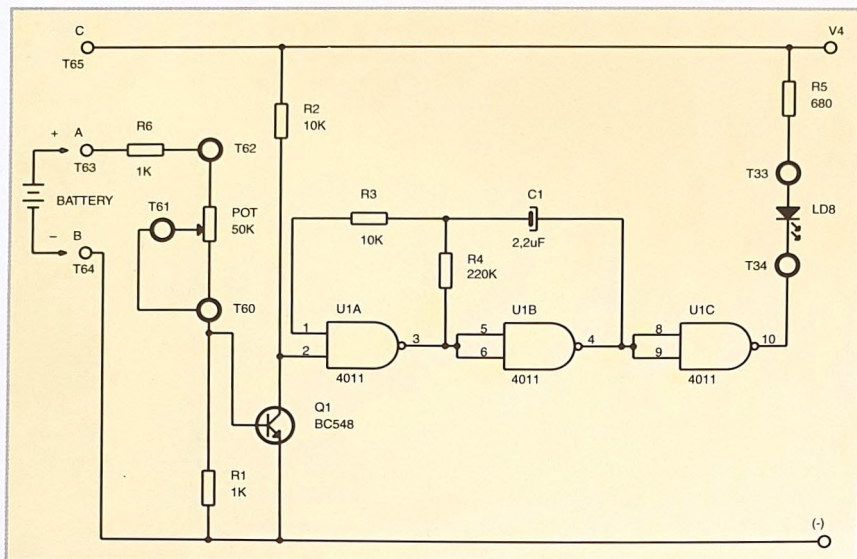 C
V4
T65
R5
680
R2
10K
R6
+ A
T62
T33
T63
1K
BATTERY
T61
POT
50K
R3
C1
LD8
10K
2,2uF
− B
T64
R4
220K
T34
T60
U1A
U1B
U1C
1
3
5
4
8
10
2
6
9
4011
4011
4011
Q1
BC548
R1
1K
(-)